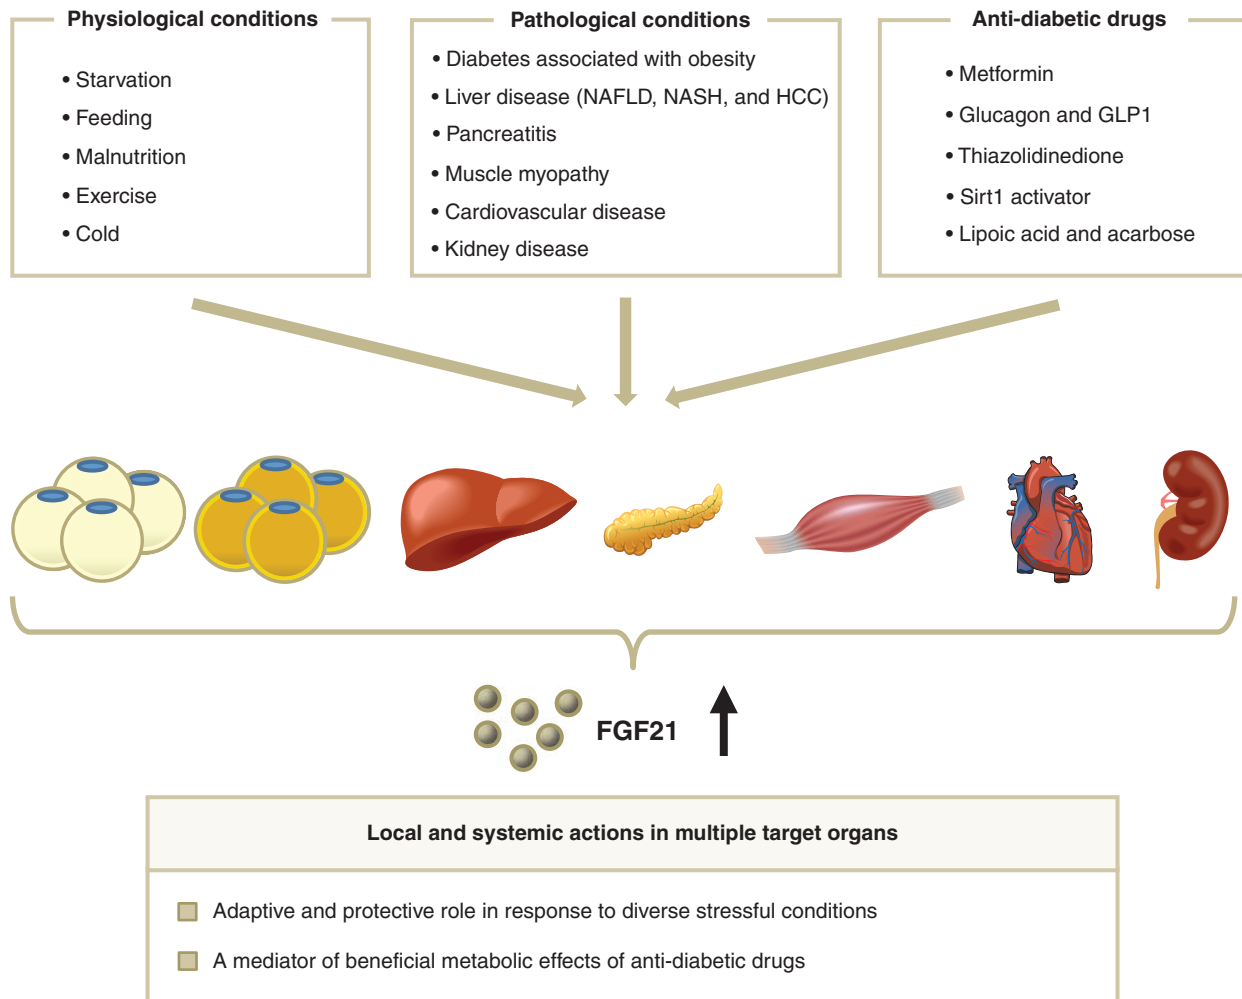 Physiological conditions
• Starvation
• Feeding
• Malnutrition
• Exercise
• Cold
Pathological conditions
• Diabetes associated with obesity
• Liver disease (NAFLD, NASH, and HCC)
• Pancreatitis
• Muscle myopathy
• Cardiovascular disease
• Kidney disease
Anti-diabetic drugs
• Metformin
• Glucagon and GLP1
• Thiazolidinedione
• Sirt1 activator
• Lipoic acid and acarbose
FGF21
Local and systemic actions in multiple target organs
Adaptive and protective role in response to diverse stressful conditions
A mediator of beneficial metabolic effects of anti-diabetic drugs